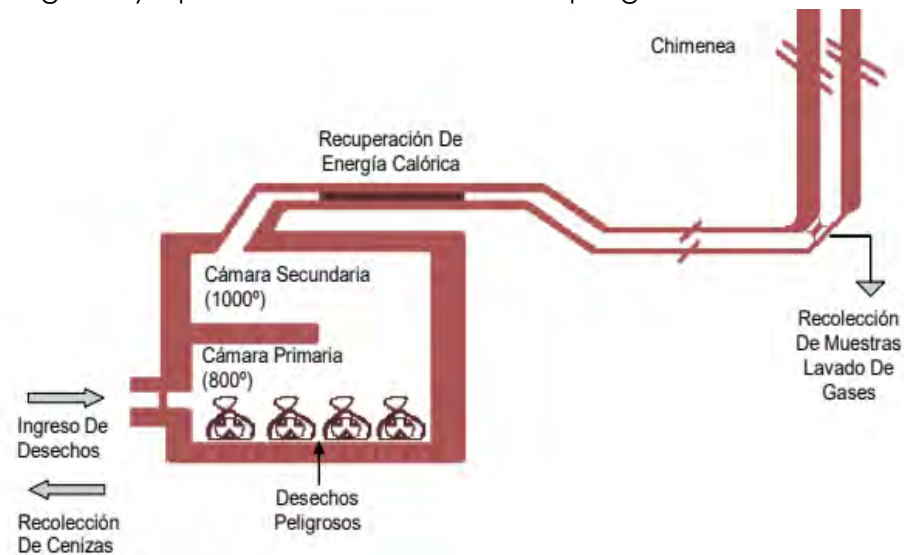 Chimenea
Recuperación De
Energía Calórica
Cámara Secundaria
(1000º)
Cámara Primaria
(800º)
Ingreso De
Desechos
Recolección
De Cenizas
Desechos
Peligrosos
Recolección
De Muestras
Lavado De
Gases